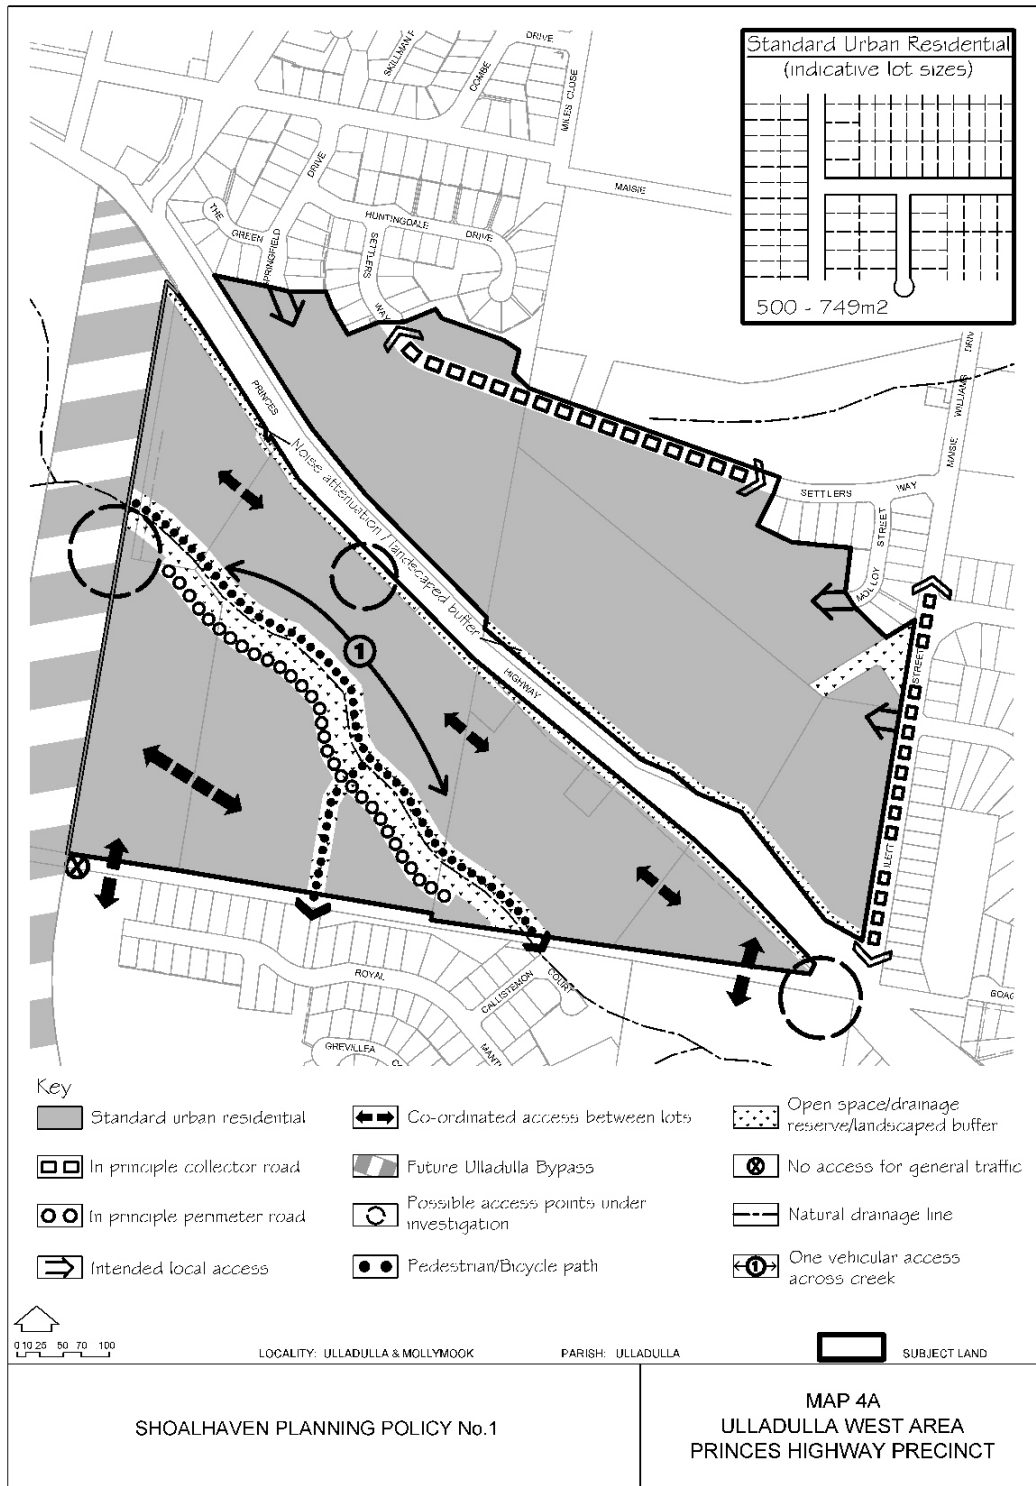 Standard Urban Residential
(indicative lot sizes)
500 - 749m2
DRIVE
SKILLMAN
COMBE
MILES CLOSE
MAISIE
DRIVE
THE
GREEN
PRINGFIELD
HUNTINGDALE
DRIVE
SETTLERS
WAY
PRINCES
Noise attenuation / landscaped buffer
HIGHWAY
MAISIE WILLIAMS DRIV
SETTLERS WAY
MOLLOY
STREET
STREET
ILETT
1
ROYAL
CALLISTEMON
COURT
GREVILLEA
MANT
GOAC
Key
Standard urban residential
In principle collector road
In principle perimeter road
Intended local access
Co-ordinated access between lots
Future Ulladulla Bypass
Possible access points under
investigation
Pedestrian/Bicycle path
Open space/drainage
reserve/landscaped buffer
No access for general traffic
Natural drainage line
1
One vehicular access
across creek
0 10 25 50 70 100
LOCALITY: ULLADULLA & MOLLYMOOK
PARISH: ULLADULLA
SUBJECT LAND
SHOALHAVEN PLANNING POLICY No.1
MAP 4A
ULLADULLA WEST AREA
PRINCES HIGHWAY PRECINCT